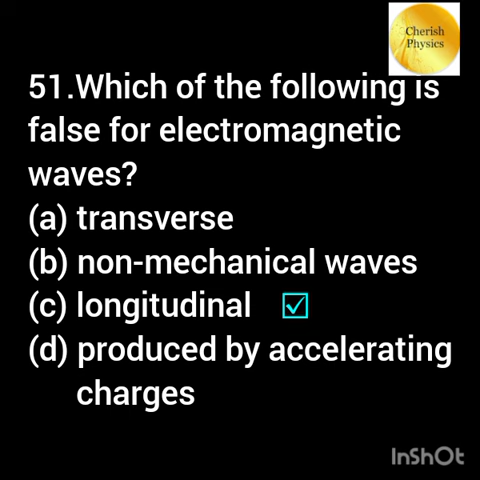 Cherish
Physics
51.Which of the following is
false for electromagnetic
waves?
(a) transverse
(b) non-mechanical waves
(c) longitudinal ☑
(d) produced by accelerating
charges
InShOt